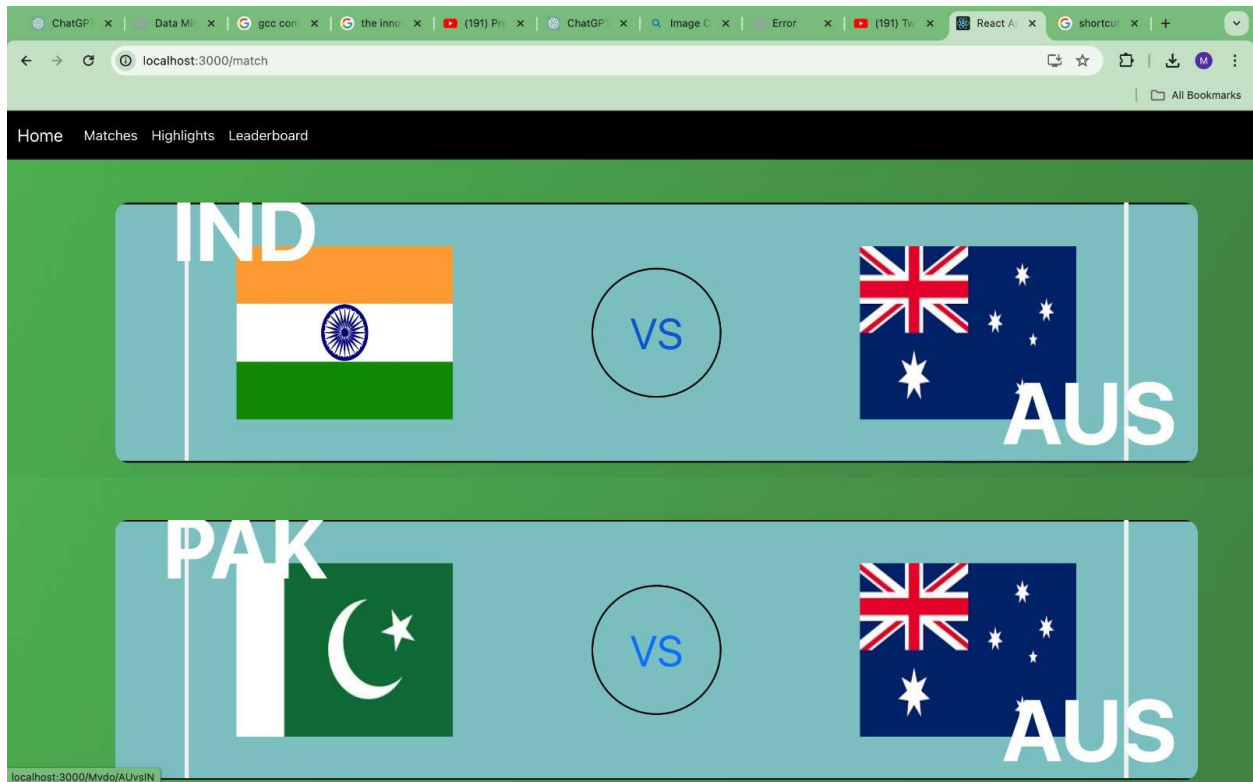 ChatGPT
Data Min
gcc com
the inno
(191) Pr
ChatGPT
Image C
Error
(191) Tw
React A
shortcut
localhost:3000/match
M
All Bookmarks
Home Matches Highlights Leaderboard
IND
VS
AUS
PAK
VS
AUS
localhost:3000/Mvdo/AUvsIN